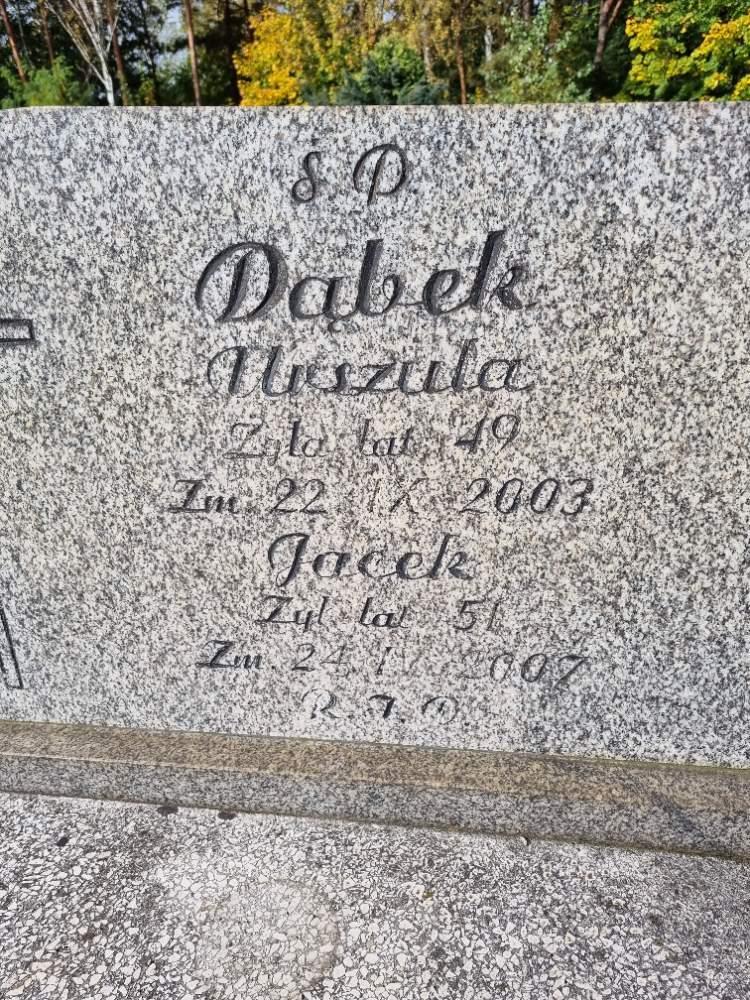 Ś P
Dąbek
Urszula
Żyła lat 49
Zm. 22 IX 2003
Jacek
Żył lat 51
Zm. 24 IV 2007
R.I.P.